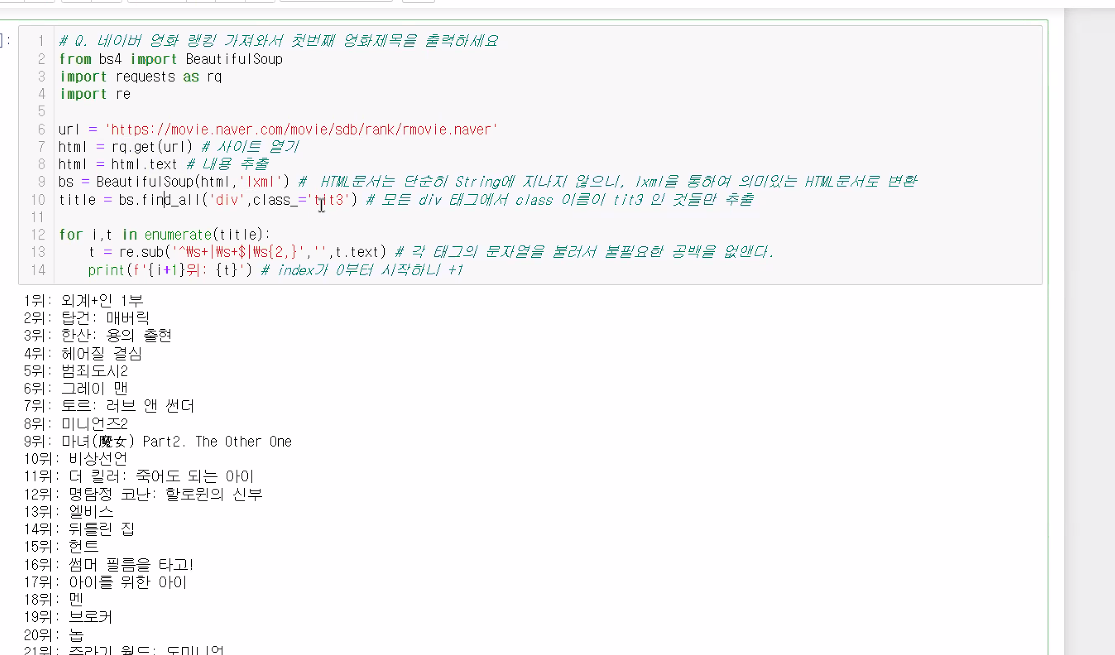 ]:
1 # Q. 네이버 영화 랭킹 가져와서 첫번째 영화제목을 출력하세요
2 from bs4 import BeautifulSoup
3 import requests as rq
4 import re
5
6 url = 'https://movie.naver.com/movie/sdb/rank/rmovie.naver'
7 html = rq.get(url) # 사이트 열기
8 html = html.text # 내용 추출
9 bs = BeautifulSoup(html,'lxml') # HTML문서는 단순히 String에 지나지 않으니, lxml을 통하여 의미있는 HTML문서로 변환
10 title = bs.find_all('div',class_='tit3') # 모든 div 태그에서 class 이름이 tit3 인 것들만 추출
11
12 for i,t in enumerate(title):
13 t = re.sub('^₩s+|₩s+$|₩s{2,}','',t.text) # 각 태그의 문자열을 불러서 불필요한 공백을 없앤다.
14 print(f'{i+1}위: {t}') # index가 0부터 시작하니 +1
1위: 외계+인 1부
2위: 탑건: 매버릭
3위: 한산: 용의 출현
4위: 헤어질 결심
5위: 범죄도시2
6위: 그레이 맨
7위: 토르: 러브 앤 썬더
8위: 미니언즈2
9위: 마녀(魔女) Part2. The Other One
10위: 비상선언
11위: 더 킬러: 죽어도 되는 아이
12위: 명탐정 코난: 할로윈의 신부
13위: 엘비스
14위: 뒤틀린 집
15위: 헌트
16위: 썸머 필름을 타고!
17위: 아이를 위한 아이
18위: 멘
19위: 브로커
20위: 놉
21위: 쥬라기 월드: 도미니언